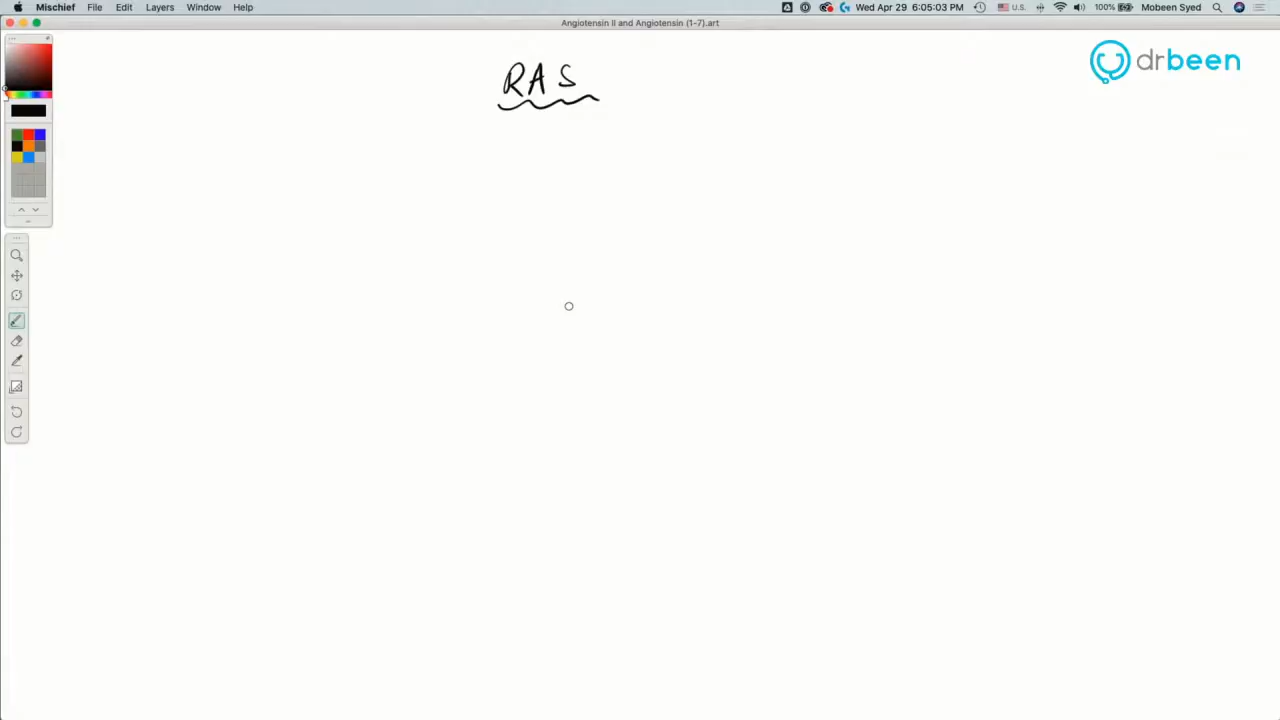 Mischief File Edit Layers Window Help
Wed Apr 29 6:05:03 PM U.S. 100% Mobeen Syed
Angiotensin II and Angiotensin (1-7).art
drbeen
RAS